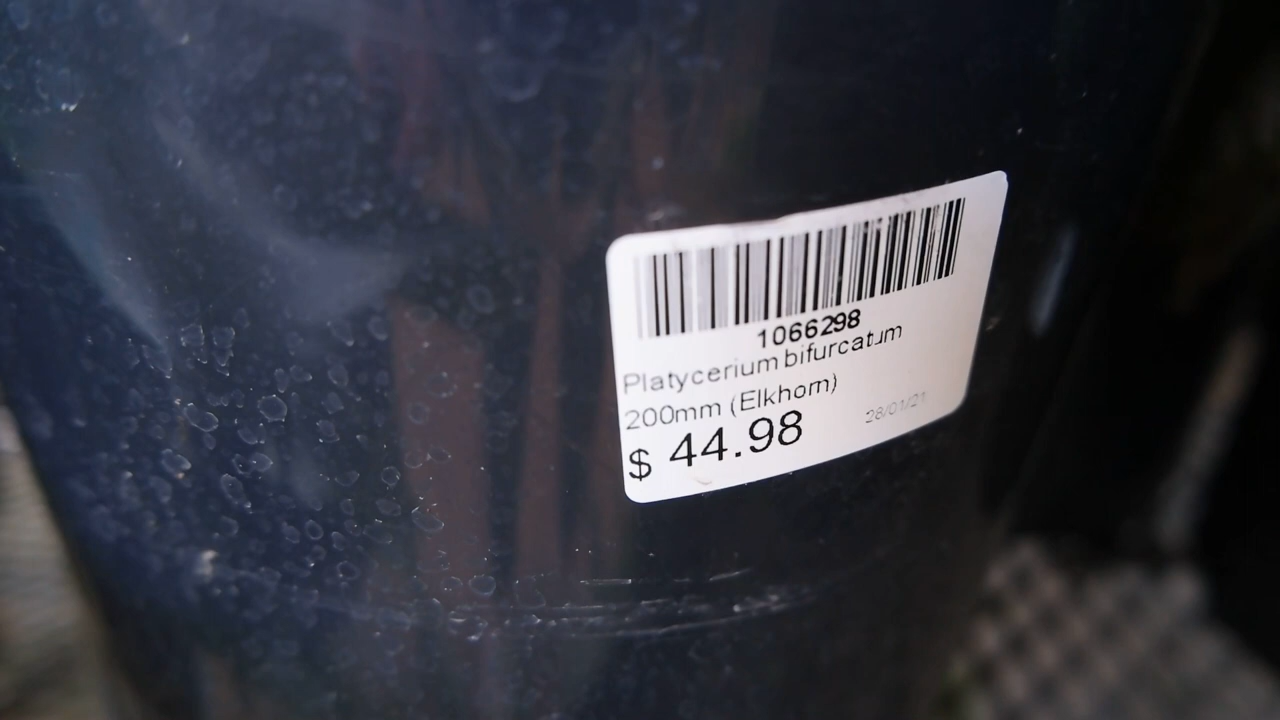 1066298
Platycerium bifurcatum
200mm (Elkhorn)
28/01/21
$ 44.98